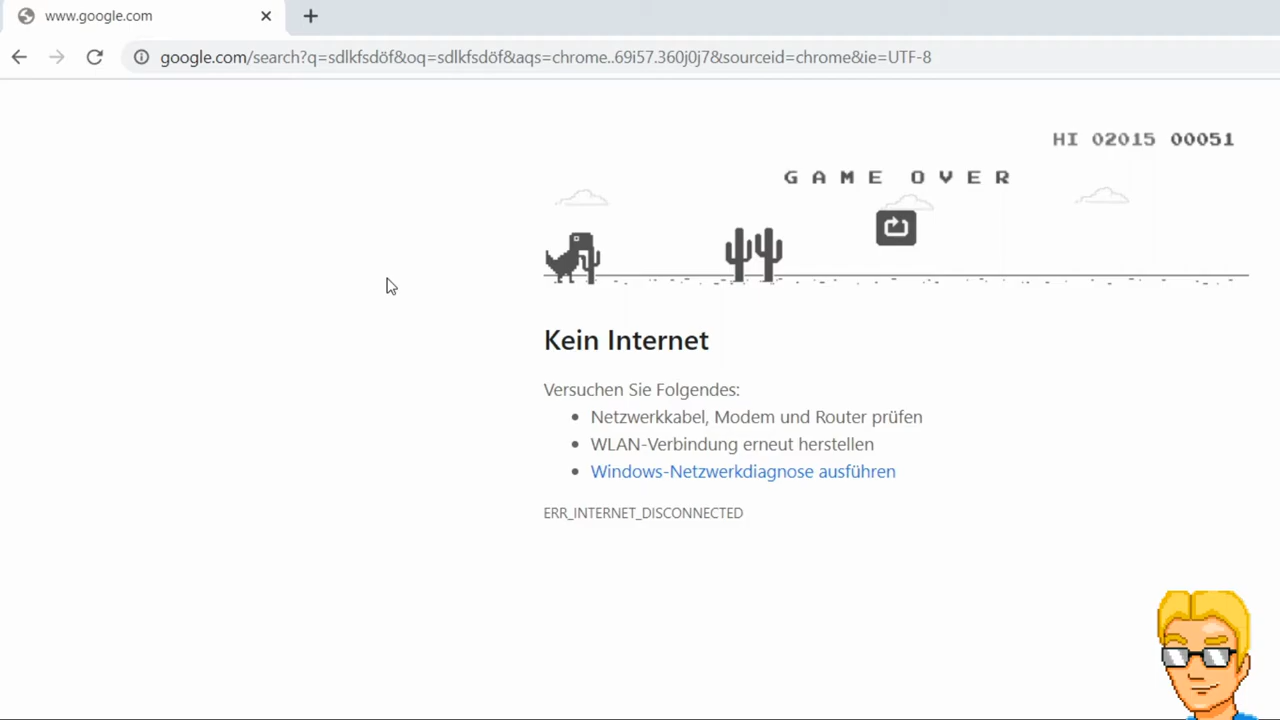 www.google.com
google.com/search?q=sdlkfsdöf&oq=sdlkfsdöf&aqs=chrome..69i57.360j0j7&sourceid=chrome&ie=UTF-8
HI 02015 00051
GAME OVER
Kein Internet
Versuchen Sie Folgendes:
Netzwerkkabel, Modem und Router prüfen
WLAN-Verbindung erneut herstellen
Windows-Netzwerkdiagnose ausführen
ERR_INTERNET_DISCONNECTED